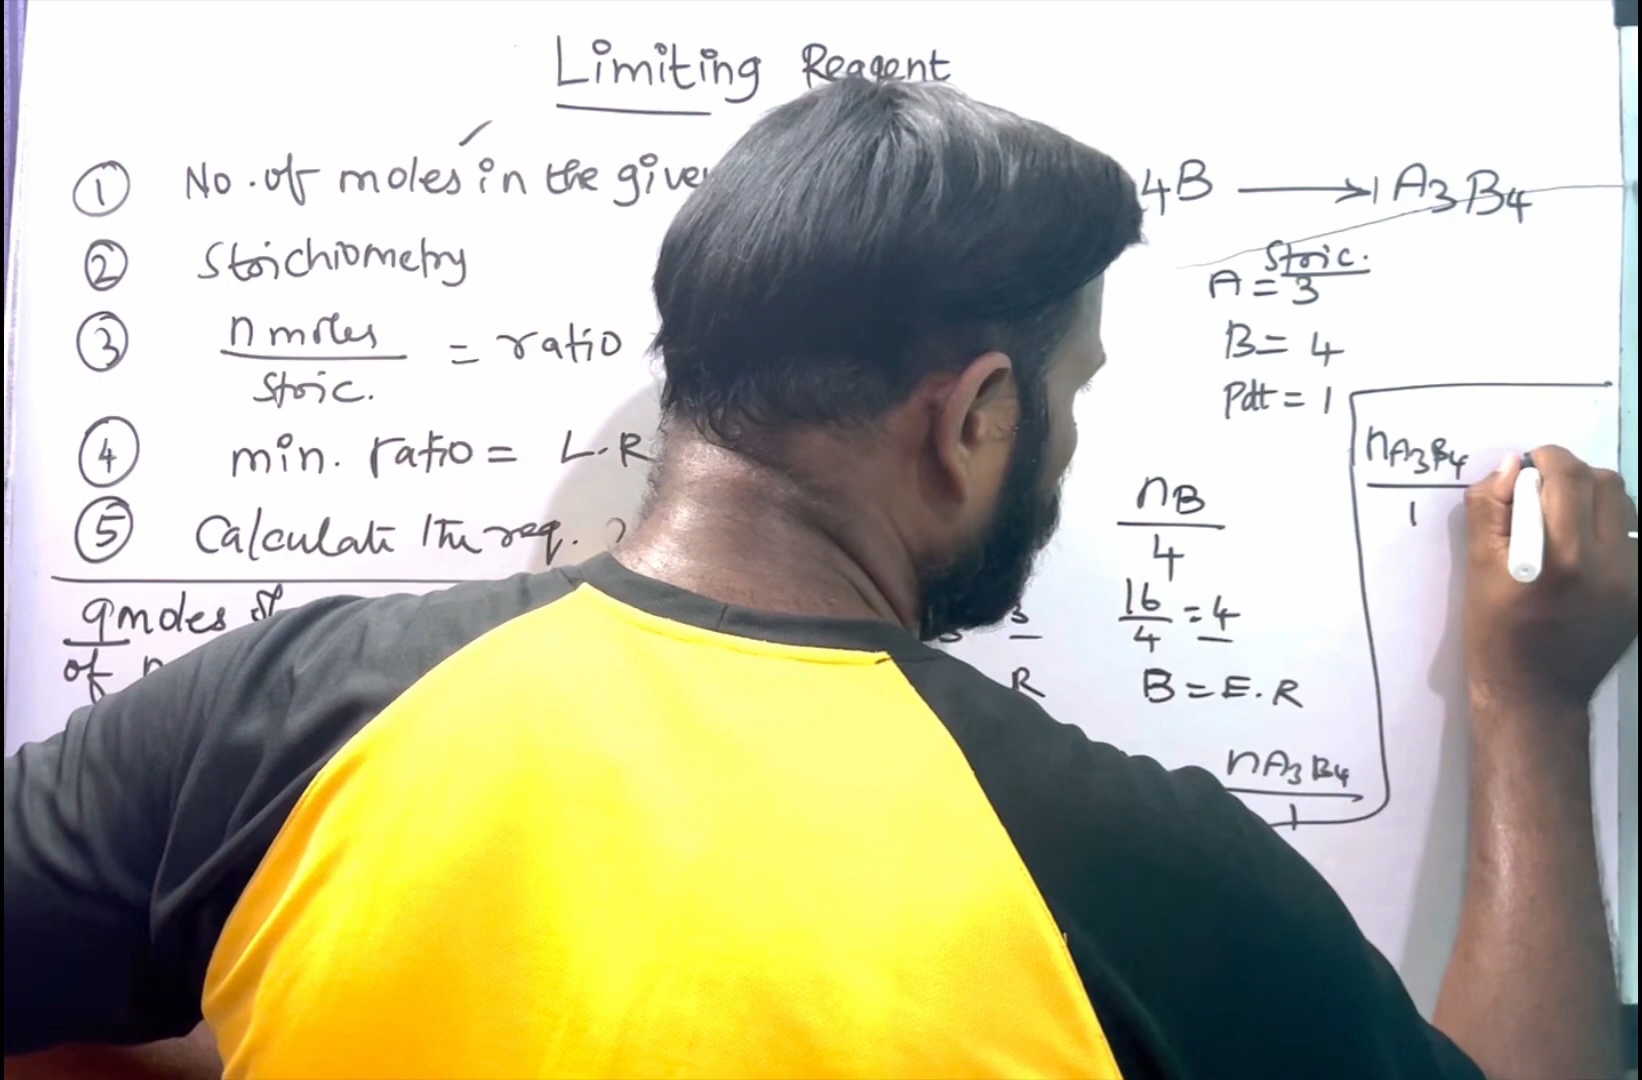 Limiting Reagent
① No. of moles in the given
② Stoichiometry
③ n moles / Stoic. = ratio
④ min. ratio = L.R
⑤ Calculate the req.
9 moles of
of
4B ⟶ 1 A₃B₄
Stoic.
A = 3
B = 4
Pdt = 1
nB / 4
16 / 4 = 4
B = E.R
R
nA₃B₄ / 1
nA₃B₄ / 1